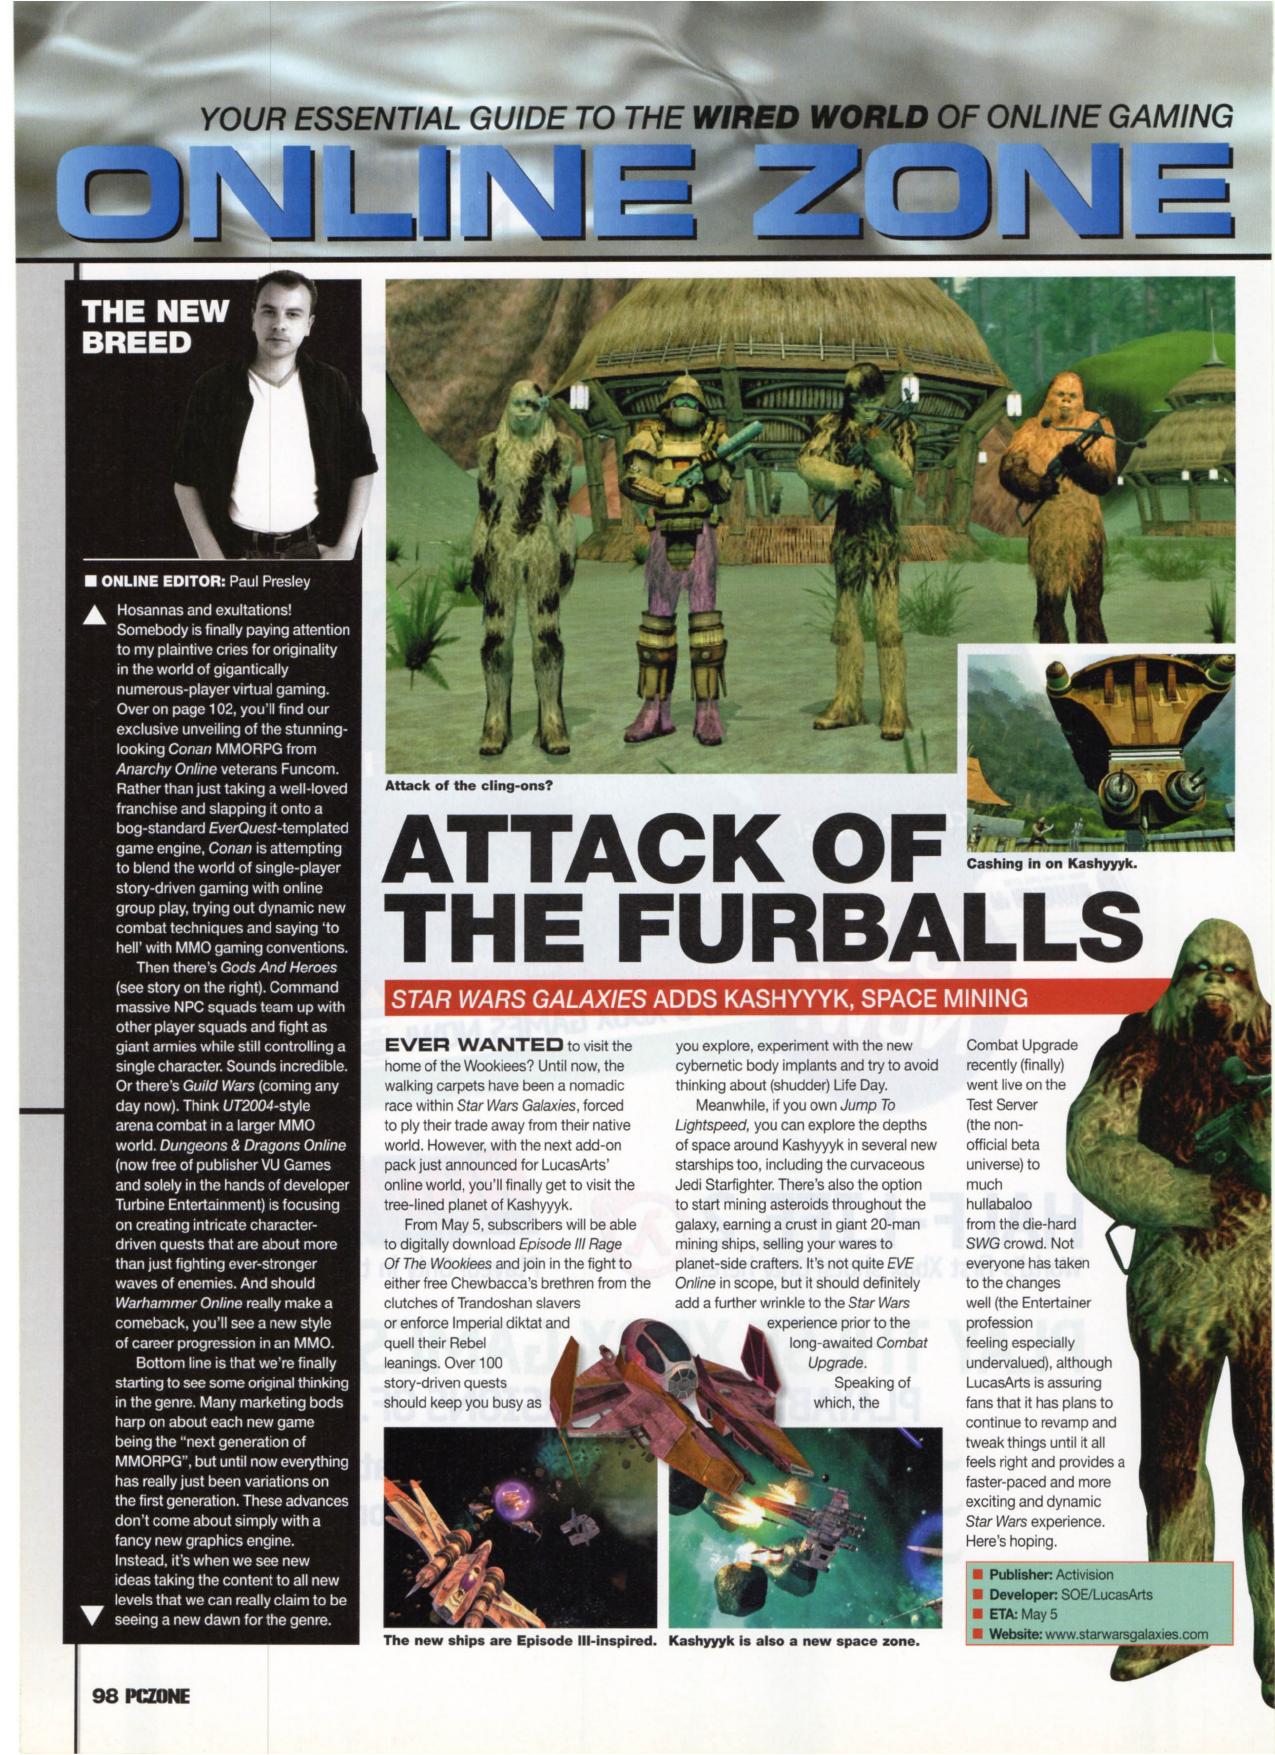 YOUR ESSENTIAL GUIDE TO THE WIRED WORLD OF ONLINE GAMING
ONLINE ZONE
THE NEW
BREED
■ ONLINE EDITOR: Paul Presley
▲ Hosannas and exultations!
Somebody is finally paying attention
to my plaintive cries for originality
in the world of gigantically
numerous-player virtual gaming.
Over on page 102, you'll find our
exclusive unveiling of the stunning-
looking Conan MMORPG from
Anarchy Online veterans Funcom.
Rather than just taking a well-loved
franchise and slapping it onto a
bog-standard EverQuest-templated
game engine, Conan is attempting
to blend the world of single-player
story-driven gaming with online
group play, trying out dynamic new
combat techniques and saying 'to
hell' with MMO gaming conventions.
Then there's Gods And Heroes
(see story on the right). Command
massive NPC squads team up with
other player squads and fight as
giant armies while still controlling a
single character. Sounds incredible.
Or there's Guild Wars (coming any
day now). Think UT2004-style
arena combat in a larger MMO
world. Dungeons & Dragons Online
(now free of publisher VU Games
and solely in the hands of developer
Turbine Entertainment) is focusing
on creating intricate character-
driven quests that are about more
than just fighting ever-stronger
waves of enemies. And should
Warhammer Online really make a
comeback, you'll see a new style
of career progression in an MMO.
Bottom line is that we're finally
starting to see some original thinking
in the genre. Many marketing bods
harp on about each new game
being the "next generation of
MMORPG", but until now everything
has really just been variations on
the first generation. These advances
don't come about simply with a
fancy new graphics engine.
Instead, it's when we see new
ideas taking the content to all new
levels that we can really claim to be
▼ seeing a new dawn for the genre.
Attack of the cling-ons?
Cashing in on Kashyyyk.
ATTACK OF
THE FURBALLS
STAR WARS GALAXIES ADDS KASHYYYK, SPACE MINING
EVER WANTED to visit the
home of the Wookiees? Until now, the
walking carpets have been a nomadic
race within Star Wars Galaxies, forced
to ply their trade away from their native
world. However, with the next add-on
pack just announced for LucasArts'
online world, you'll finally get to visit the
tree-lined planet of Kashyyyk.
From May 5, subscribers will be able
to digitally download Episode III Rage
Of The Wookiees and join in the fight to
either free Chewbacca's brethren from the
clutches of Trandoshan slavers
or enforce Imperial diktat and
quell their Rebel
leanings. Over 100
story-driven quests
should keep you busy as
you explore, experiment with the new
cybernetic body implants and try to avoid
thinking about (shudder) Life Day.
Meanwhile, if you own Jump To
Lightspeed, you can explore the depths
of space around Kashyyyk in several new
starships too, including the curvaceous
Jedi Starfighter. There's also the option
to start mining asteroids throughout the
galaxy, earning a crust in giant 20-man
mining ships, selling your wares to
planet-side crafters. It's not quite EVE
Online in scope, but it should definitely
add a further wrinkle to the Star Wars
experience prior to the
long-awaited Combat
Upgrade.
Speaking of
which, the
Combat Upgrade
recently (finally)
went live on the
Test Server
(the non-
official beta
universe) to
much
hullabaloo
from the die-hard
SWG crowd. Not
everyone has taken
to the changes
well (the Entertainer
profession
feeling especially
undervalued), although
LucasArts is assuring
fans that it has plans to
continue to revamp and
tweak things until it all
feels right and provides a
faster-paced and more
exciting and dynamic
Star Wars experience.
Here's hoping.
The new ships are Episode III-inspired.
Kashyyyk is also a new space zone.
■ Publisher: Activision
■ Developer: SOE/LucasArts
■ ETA: May 5
■ Website: www.starwarsgalaxies.com
98 PCZONE